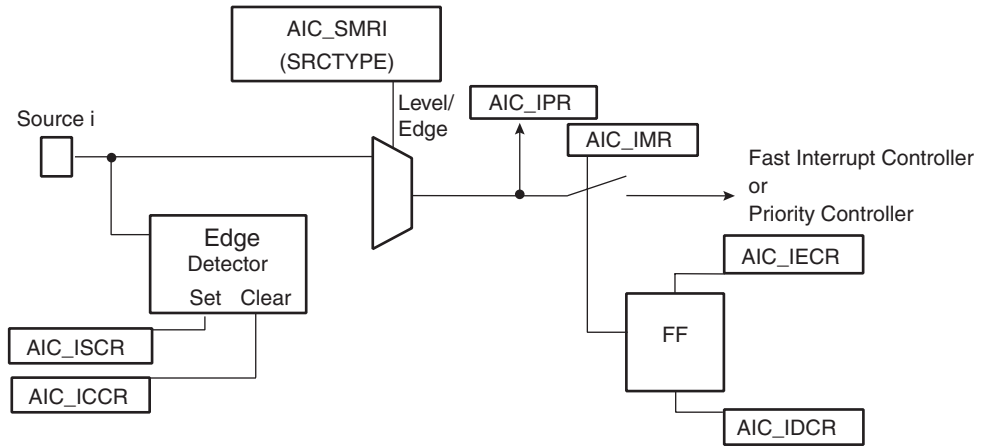 AIC_SMRI
(SRCTYPE)
Level/
Edge
AIC_IPR
AIC_IMR
Source i
Fast Interrupt Controller
or
Priority Controller
Edge
Detector
Set Clear
AIC_IECR
FF
AIC_ISCR
AIC_ICCR
AIC_IDCR